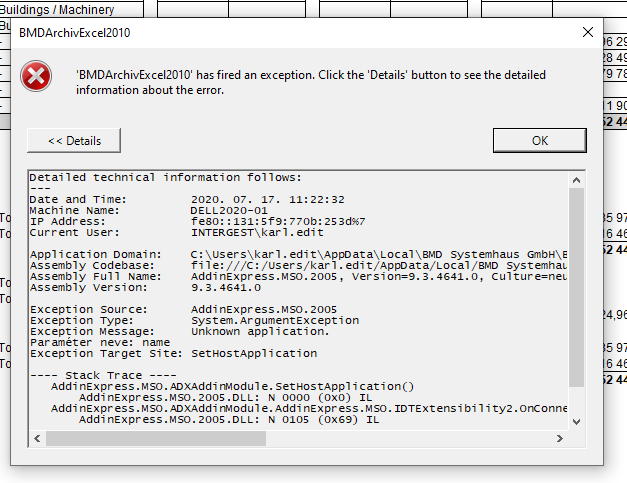 Buildings / Machinery
BMDArchivExcel2010
'BMDArchivExcel2010' has fired an exception. Click the 'Details' button to see the detailed
information about the error.
<< Details
OK
Detailed technical information follows:
---
Date and Time: 2020. 07. 17. 11:22:32
Machine Name: DELL2020-01
IP Address: fe80::131:5f9:770b:253d%7
Current User: INTERGEST\karl.edit
Application Domain: C:\Users\karl.edit\AppData\Local\BMD Systemhaus GmbH\B
Assembly Codebase: file:///C:/Users/karl.edit/AppData/Local/BMD Systemhau
Assembly Full Name: AddinExpress.MSO.2005, Version=9.3.4641.0, Culture=neu
Assembly Version: 9.3.4641.0
Exception Source: AddinExpress.MSO.2005
Exception Type: System.ArgumentException
Exception Message: Unknown application.
Paraméter neve: name
Exception Target Site: SetHostApplication
---- Stack Trace ----
AddinExpress.MSO.ADXAddinModule.SetHostApplication()
AddinExpress.MSO.2005.DLL: N 0000 (0x0) IL
AddinExpress.MSO.ADXAddinModule.AddinExpress.MSO.IDTExtensibility2.OnConne
AddinExpress.MSO.2005.DLL: N 0105 (0x69) IL